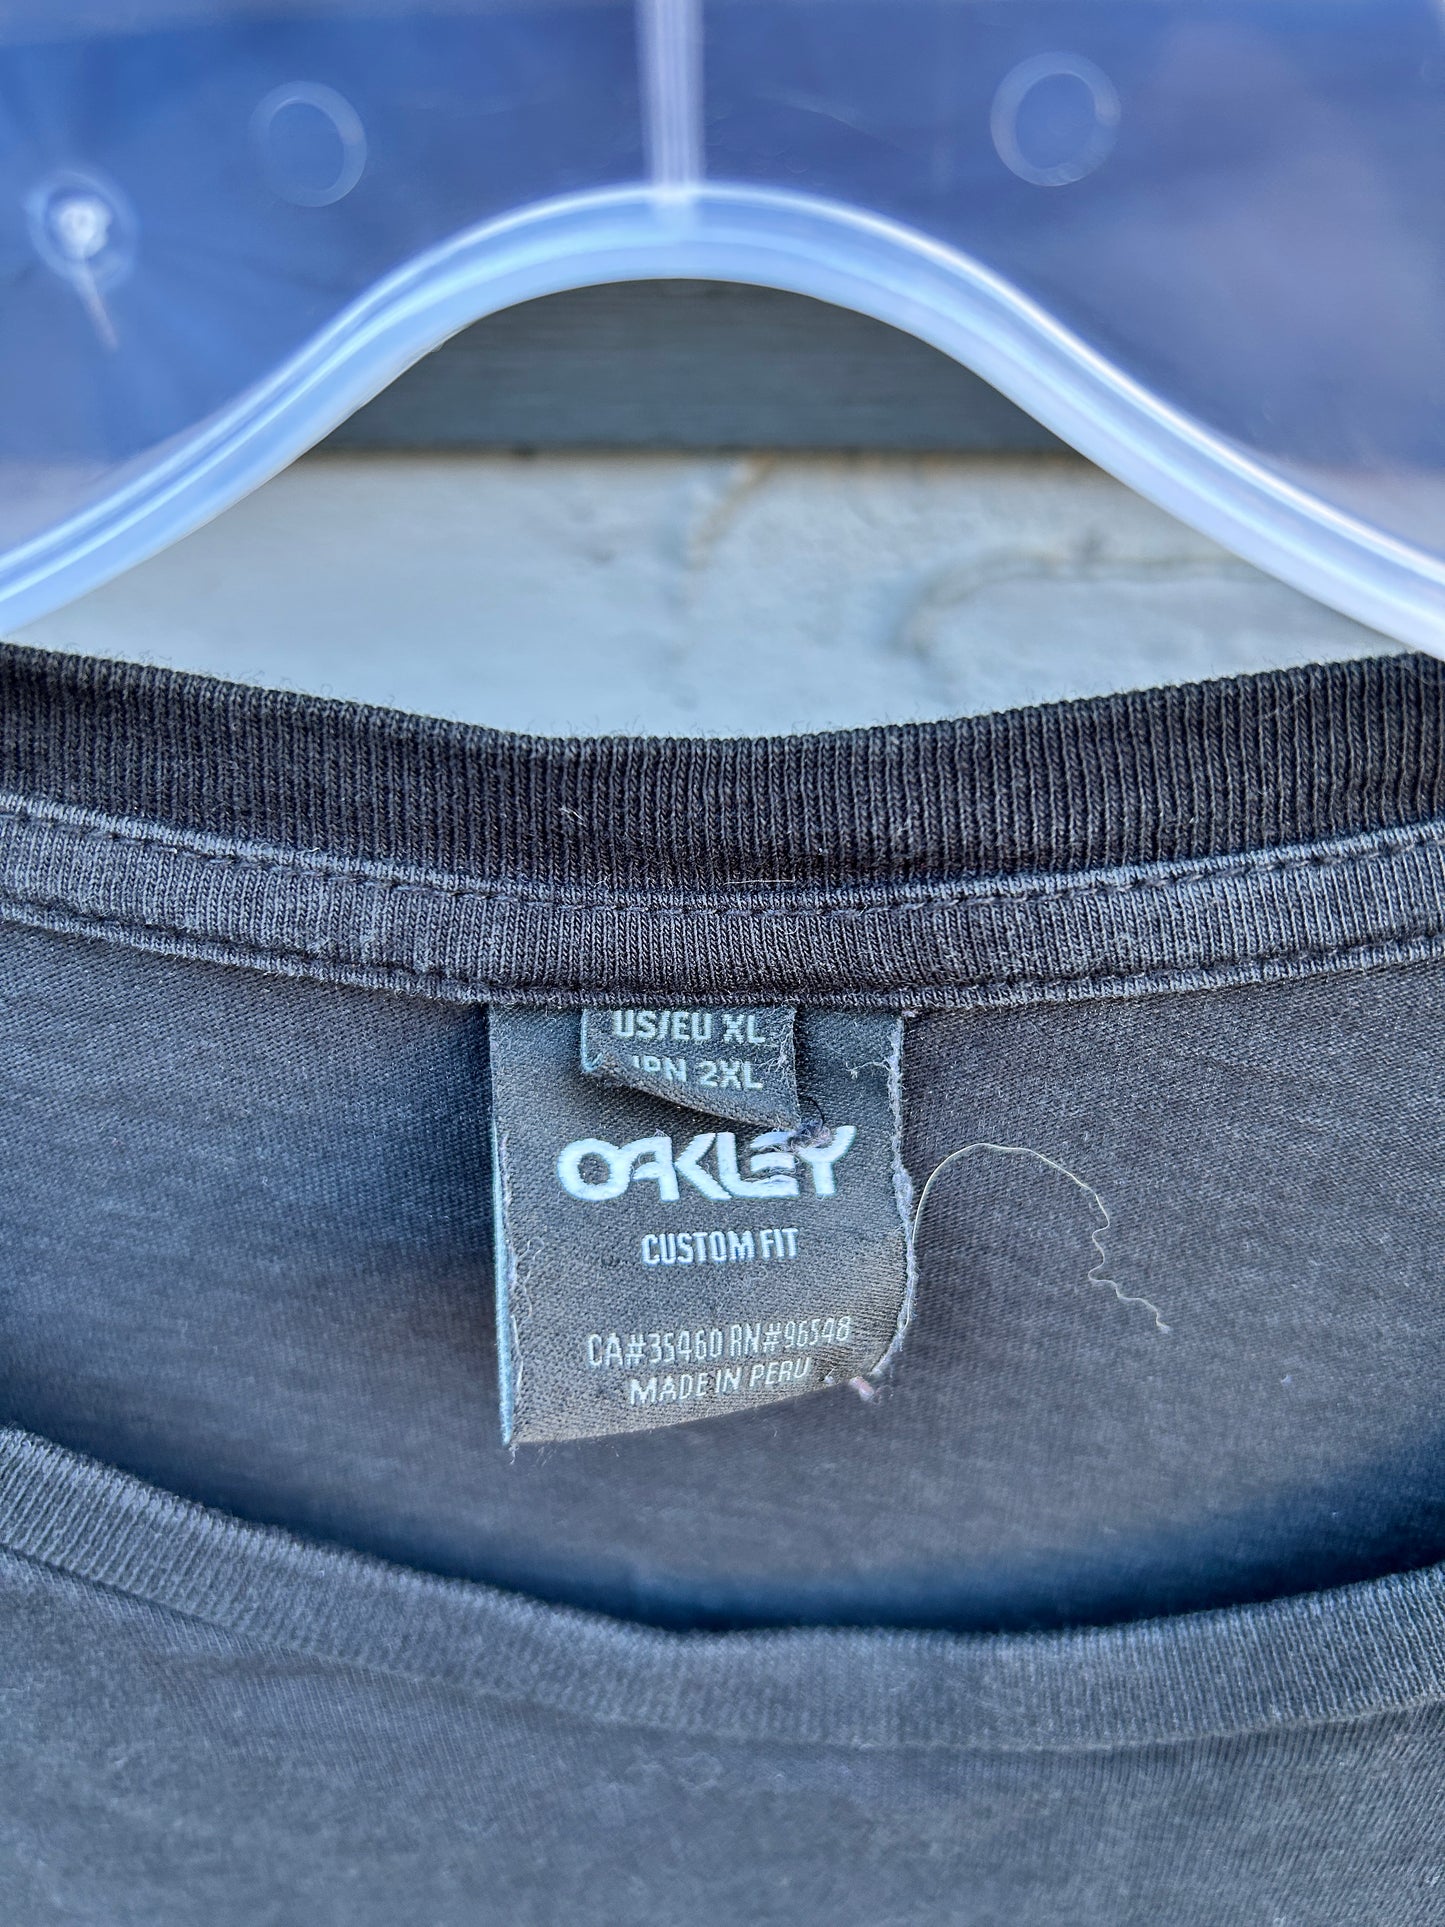 US/EU XL
JPN 2XL
OAKLEY
CUSTOM FIT
CA#35460 RN#96548
MADE IN PERU